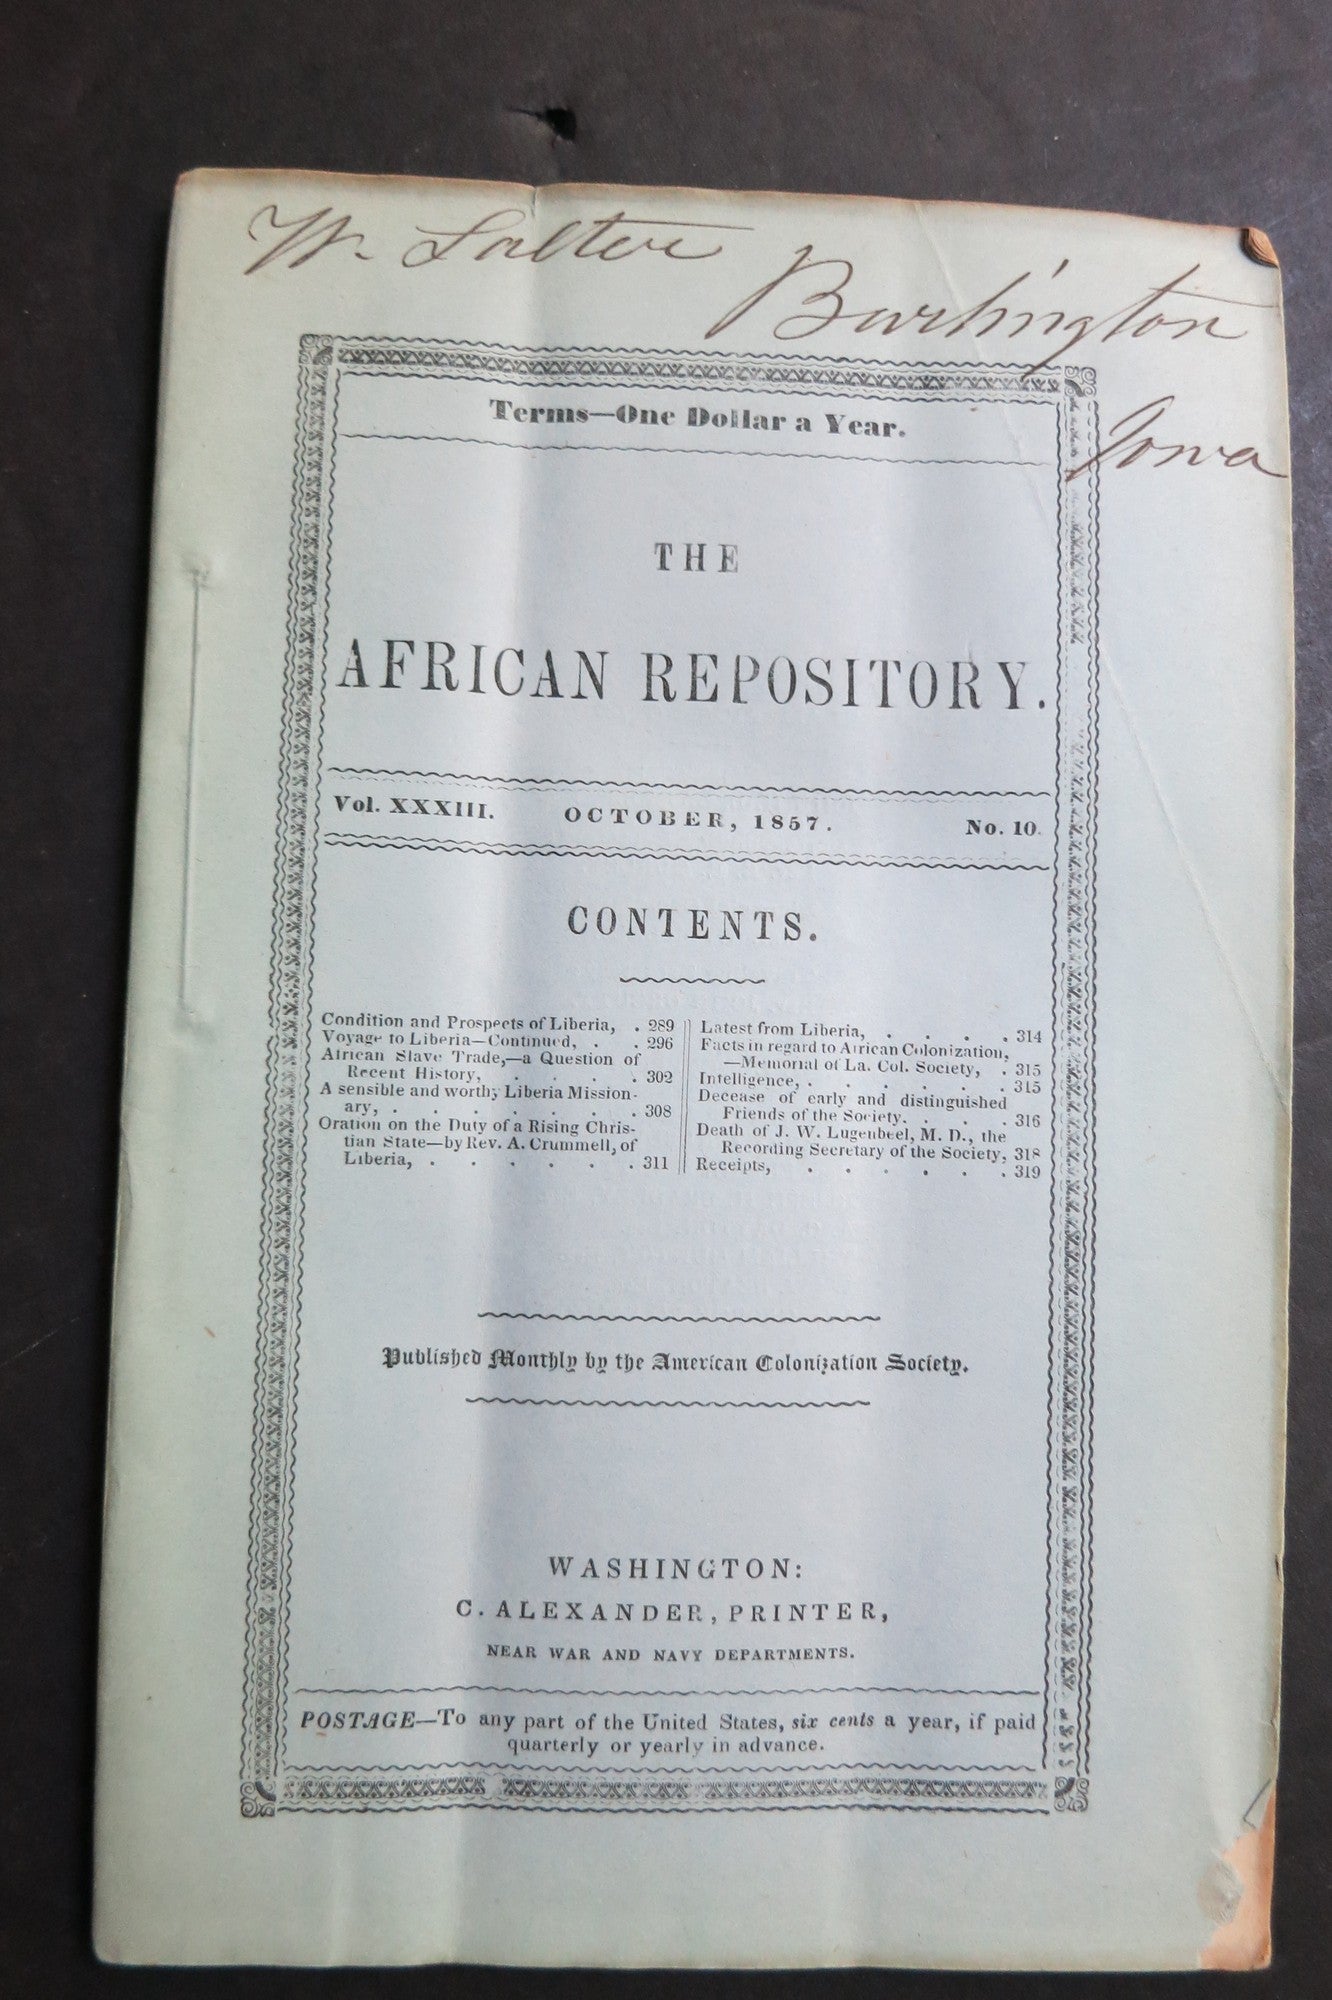 W. Salter
Burlington
Iowa
Terms—One Dollar a Year.
THE
AFRICAN REPOSITORY.
Vol. XXXIII. OCTOBER, 1857. No. 10.
CONTENTS.
Condition and Prospects of Liberia, . 289
Voyage to Liberia—Continued, . . 296
African Slave Trade,—a Question of
Recent History, . . . . 302
A sensible and worthy Liberia Mission-
ary, . . . . . . . 308
Oration on the Duty of a Rising Chris-
tian State—by Rev. A. Crummell, of
Liberia, . . . . . . 311
Latest from Liberia, . . . . 314
Facts in regard to African Colonization,
—Memorial of La. Col. Society, . 315
Intelligence, . . . . . . 315
Decease of early and distinguished
Friends of the Society. . . . 316
Death of J. W. Lugenbeel, M. D., the
Recording Secretary of the Society, 318
Receipts, . . . . . . 319
Published Monthly by the American Colonization Society.
WASHINGTON:
C. ALEXANDER, PRINTER,
NEAR WAR AND NAVY DEPARTMENTS.
POSTAGE—To any part of the United States, six cents a year, if paid
quarterly or yearly in advance.